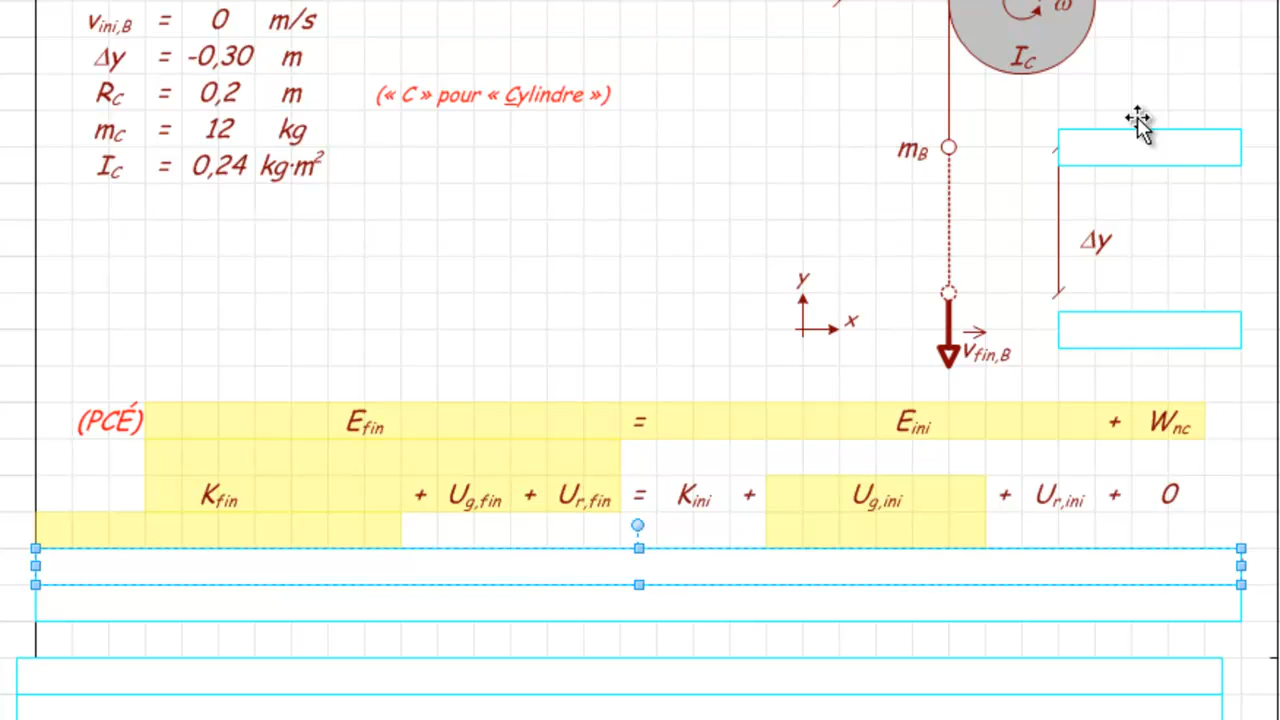 v_ini,B = 0 m/s
Δy = -0,30 m
R_C = 0,2 m (« C » pour « Cylindre »)
m_C = 12 kg
I_C = 0,24 kg·m²
ω
I_C
m_B
Δy
y
x
v_fin,B
(PCÉ) E_fin = E_ini + W_nc
K_fin + U_g,fin + U_r,fin = K_ini + U_g,ini + U_r,ini + 0